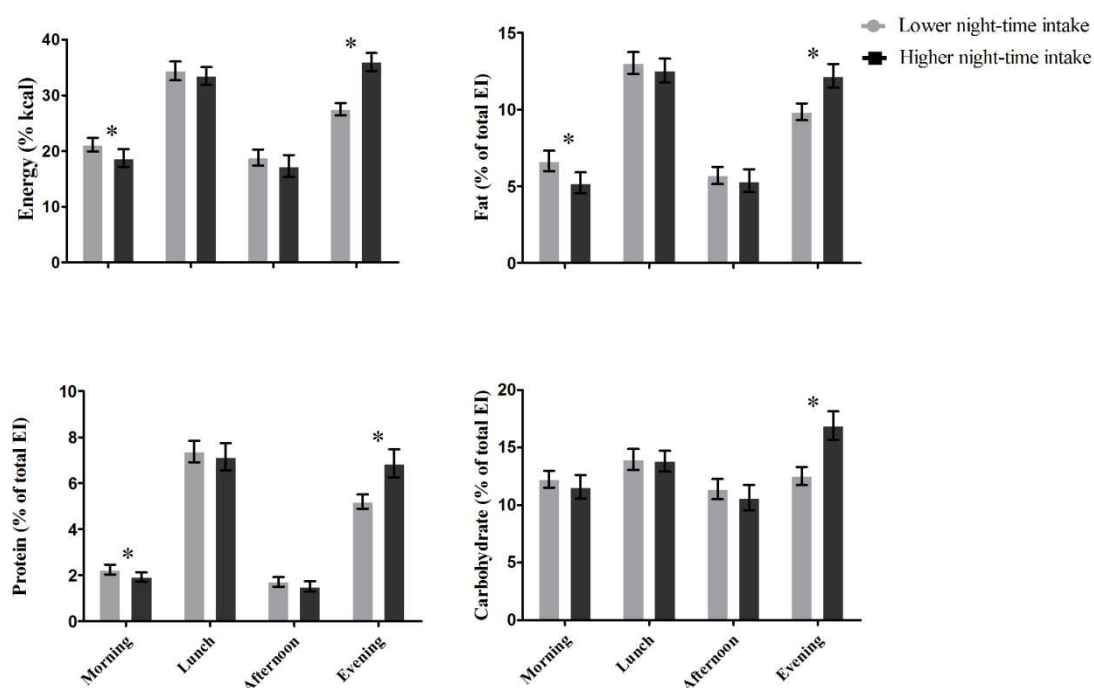 Lower night-time intake
Higher night-time intake
Energy (% kcal)
40
30
20
10
0
*
*
Fat (% of total EI)
15
10
5
0
*
*
Protein (% of total EI)
10
8
6
4
2
0
*
*
Morning
Lunch
Afternoon
Evening
Carbohydrate (% of total EI)
20
15
10
5
0
*
Morning
Lunch
Afternoon
Evening